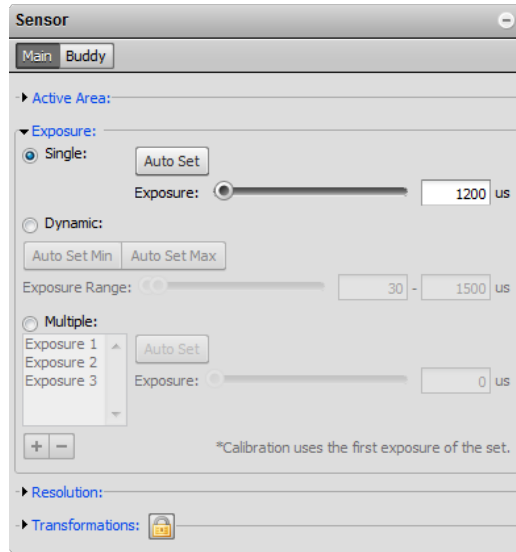 Sensor
Main Buddy
Active Area:
Exposure:
Single: Auto Set
Exposure: 1200 us
Dynamic:
Auto Set Min Auto Set Max
Exposure Range: 30 - 1500 us
Multiple:
Exposure 1 Auto Set
Exposure 2
Exposure 3 Exposure: 0 us
+ − *Calibration uses the first exposure of the set.
Resolution:
Transformations: